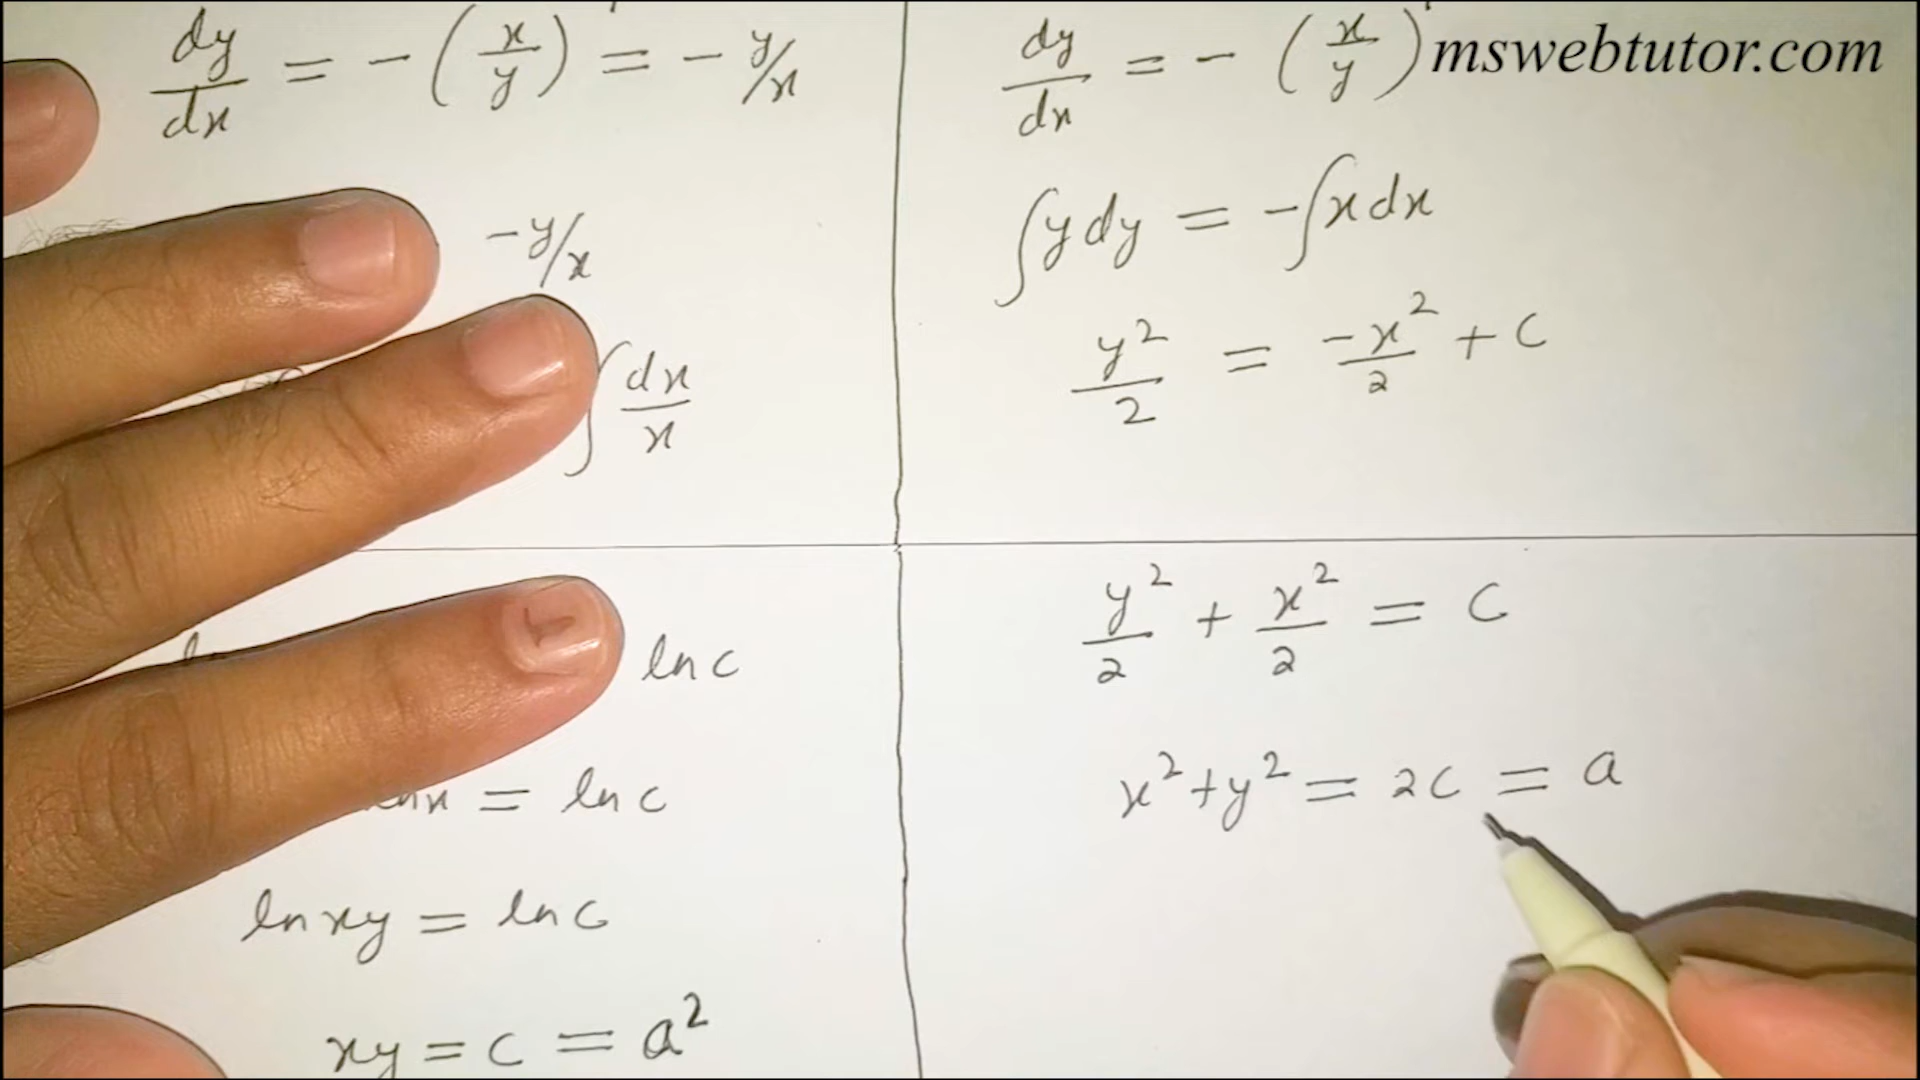 dy/dx = - (x/y) = - y/x
-y/x
∫ dx/x
ln c
= ln c
ln xy = ln c
xy = c = a²
mswebtutor.com
dy/dx = - (x/y)
∫ y dy = - ∫ x dx
y²/2 = -x²/2 + c
y²/2 + x²/2 = c
x² + y² = 2c = a